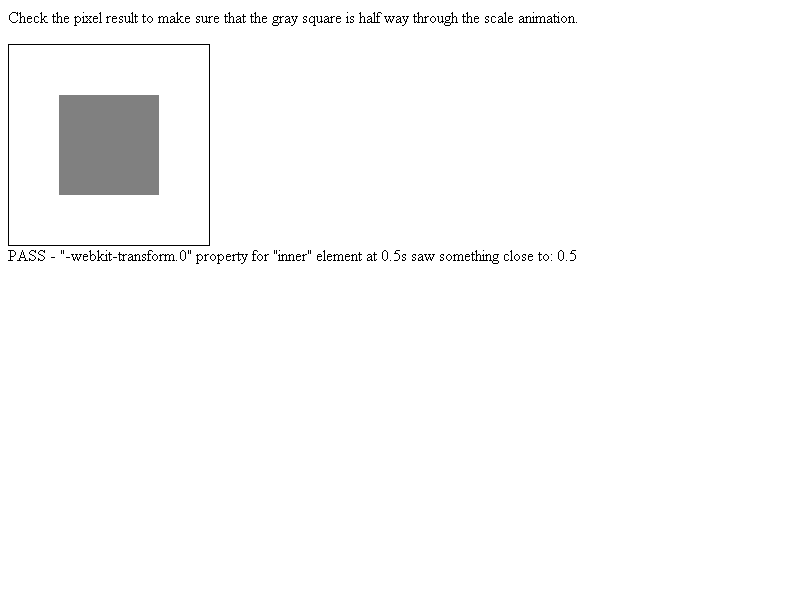 Check the pixel result to make sure that the gray square is half way through the scale animation.
PASS - "-webkit-transform.0" property for "inner" element at 0.5s saw something close to: 0.5